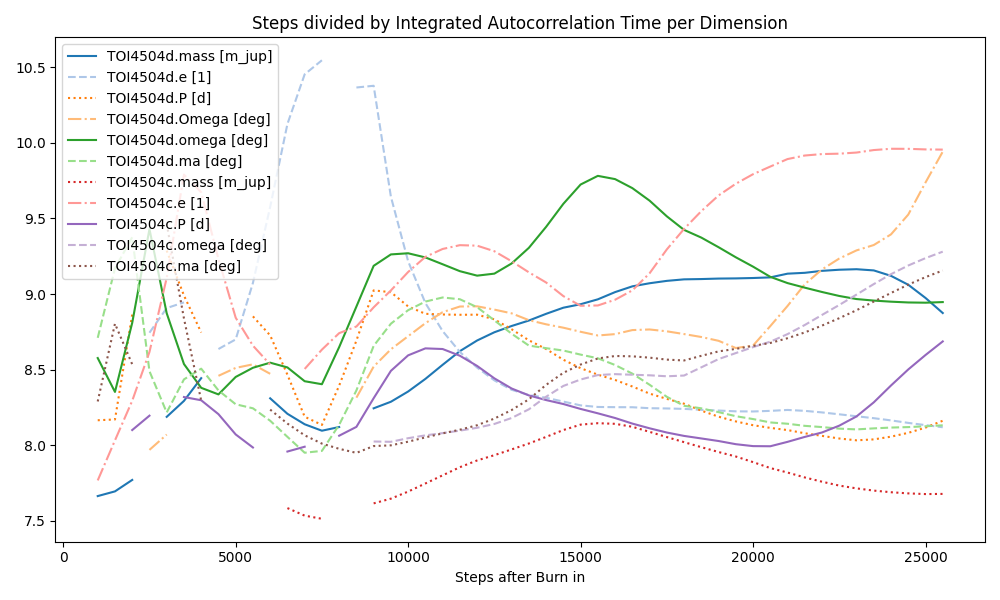 Steps divided by Integrated Autocorrelation Time per Dimension
TOI4504d.mass [m_jup]
TOI4504d.e [1]
TOI4504d.P [d]
TOI4504d.Omega [deg]
TOI4504d.omega [deg]
TOI4504d.ma [deg]
TOI4504c.mass [m_jup]
TOI4504c.e [1]
TOI4504c.P [d]
TOI4504c.omega [deg]
TOI4504c.ma [deg]
10.5
10.0
9.5
9.0
8.5
8.0
7.5
0 5000 10000 15000 20000 25000
Steps after Burn in